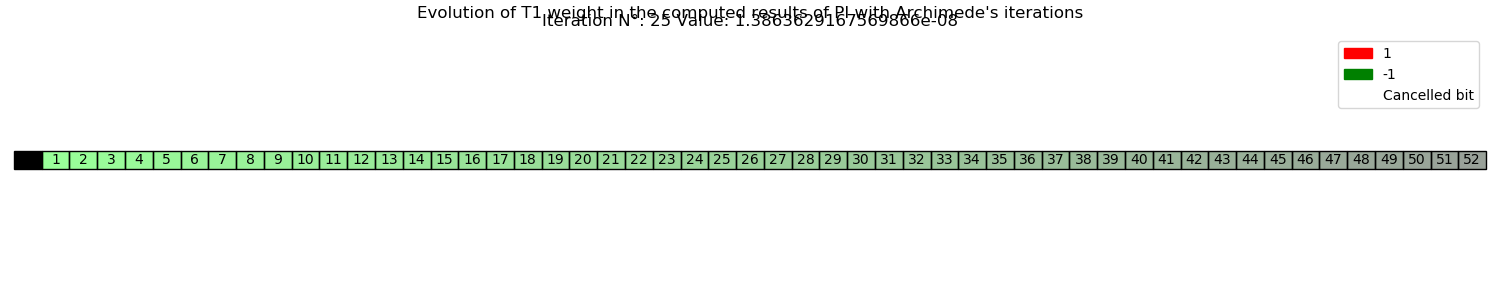 Evolution of T1 weight in the computed results of PI with Archimede's iterations
Iteration N°: 25 Value: 1.3863629167569866e-08
1
-1
Cancelled bit
1 2 3 4 5 6 7 8 9 10 11 12 13 14 15 16 17 18 19 20 21 22 23 24 25 26 27 28 29 30 31 32 33 34 35 36 37 38 39 40 41 42 43 44 45 46 47 48 49 50 51 52